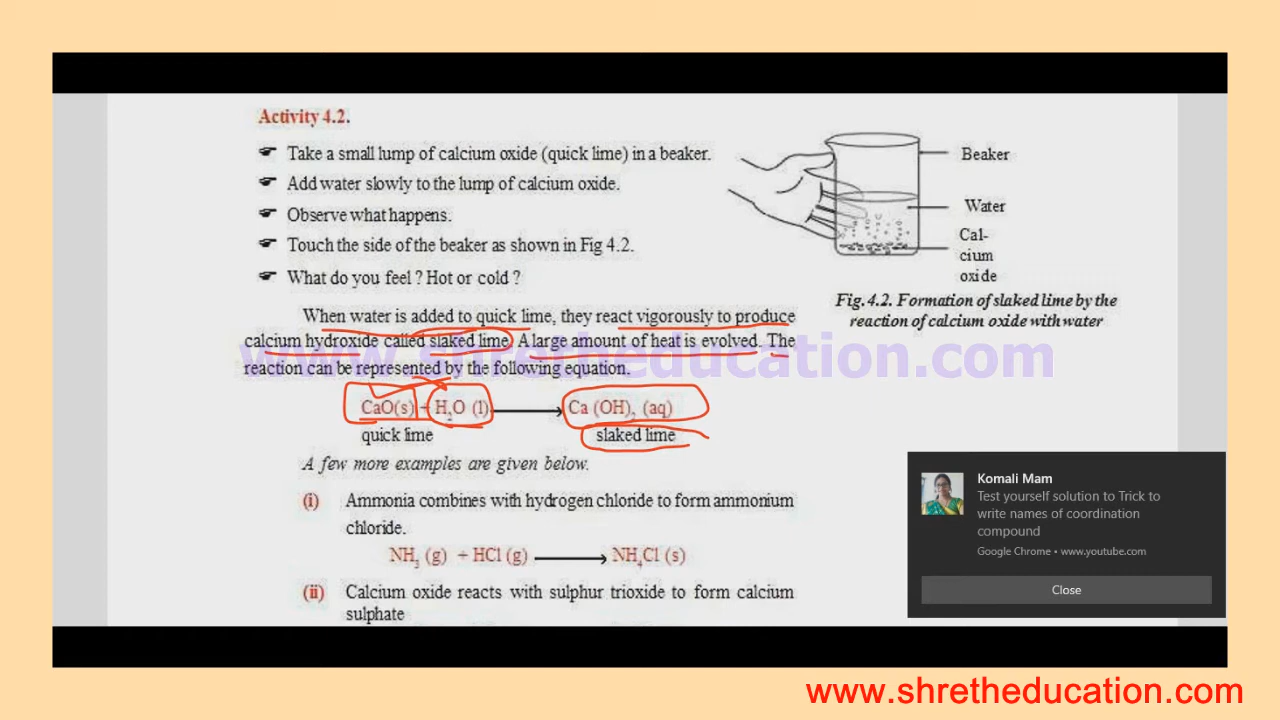 Activity 4.2.
☞ Take a small lump of calcium oxide (quick lime) in a beaker.
☞ Add water slowly to the lump of calcium oxide.
☞ Observe what happens.
☞ Touch the side of the beaker as shown in Fig 4.2.
☞ What do you feel ? Hot or cold ?
Beaker
Water
Cal-
cium
oxide
Fig. 4.2. Formation of slaked lime by the
reaction of calcium oxide with water
When water is added to quick lime, they react vigorously to produce
calcium hydroxide called slaked lime. A large amount of heat is evolved. The
reaction can be represented by the following equation.
www.shretheducation.com
CaO(s) + H₂O (l) ⟶ Ca (OH)₂ (aq)
quick lime slaked lime
A few more examples are given below.
(i) Ammonia combines with hydrogen chloride to form ammonium
chloride.
NH₃ (g) + HCl (g) ⟶ NH₄Cl (s)
(ii) Calcium oxide reacts with sulphur trioxide to form calcium
sulphate
Komali Mam
Test yourself solution to Trick to
write names of coordination
compound
Google Chrome • www.youtube.com
Close
www.shretheducation.com